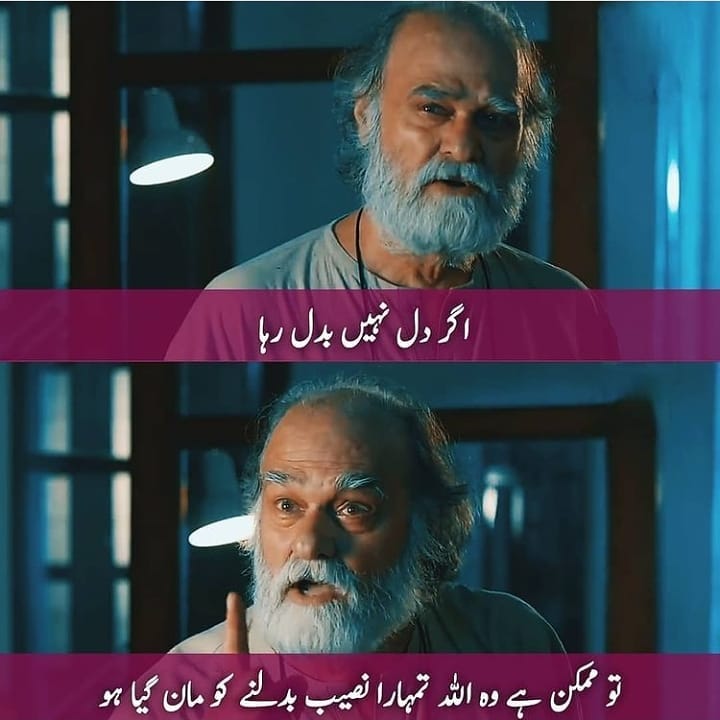 اگر دل نہیں بدل رہا
تو ممکن ہے وہ اللہ تمہارا نصیب بدلنے کو مان گیا ہو